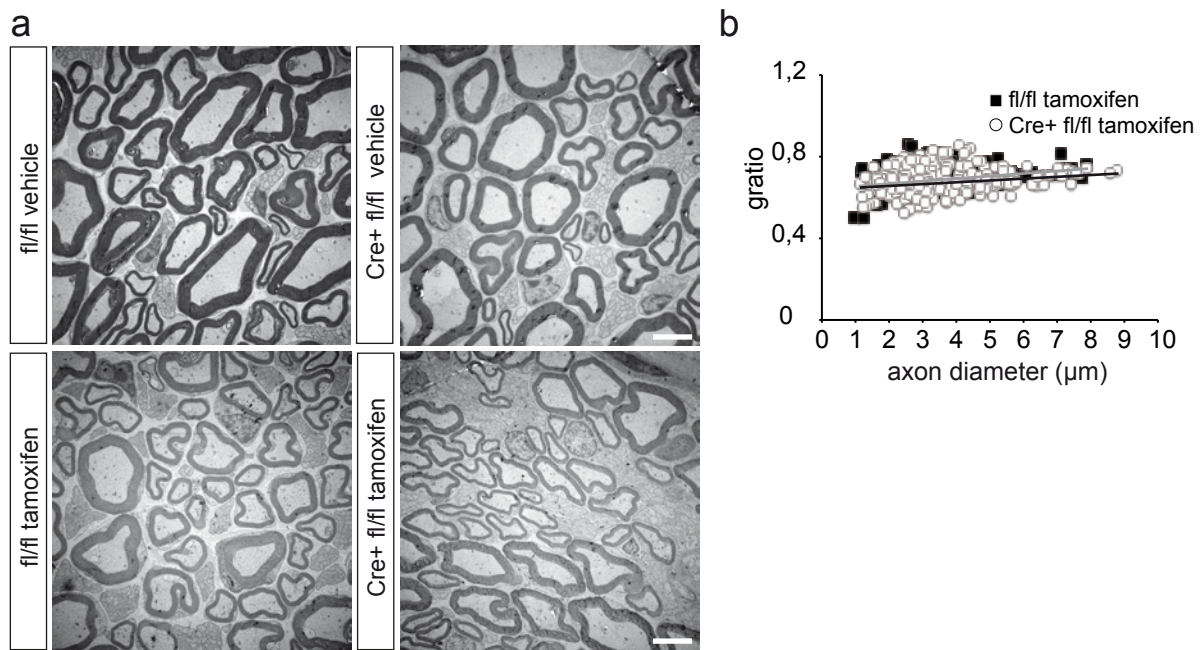 a
fl/fl vehicle
Cre+ fl/fl vehicle
fl/fl tamoxifen
Cre+ fl/fl tamoxifen
b
1,2
0,8
0,4
0
gratio
fl/fl tamoxifen
Cre+ fl/fl tamoxifen
0 1 2 3 4 5 6 7 8 9 10
axon diameter (µm)